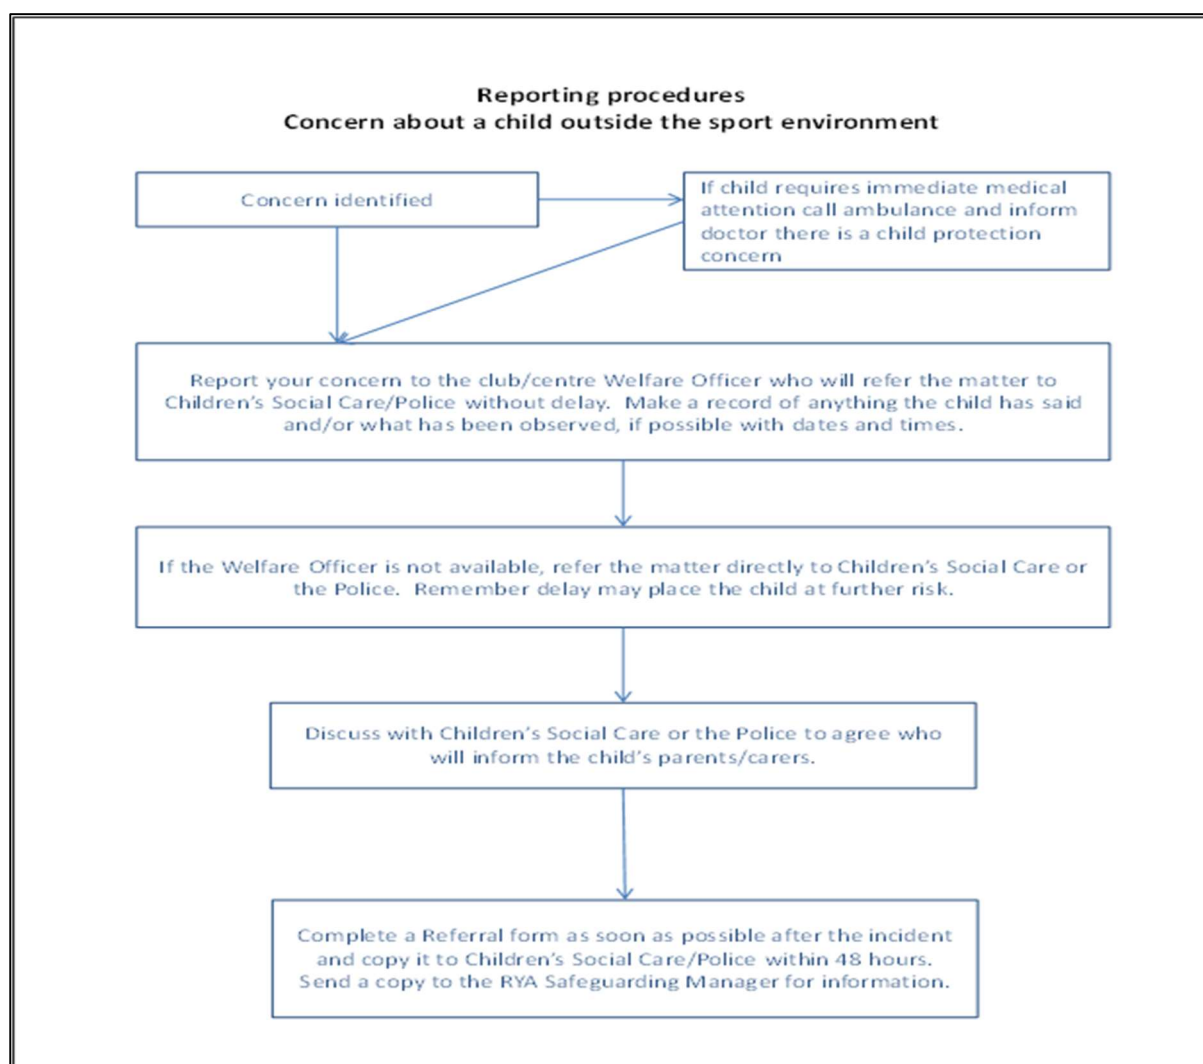 Reporting procedures
Concern about a child outside the sport environment
Concern identified
If child requires immediate medical
attention call ambulance and inform
doctor there is a child protection
concern
Report your concern to the club/centre Welfare Officer who will refer the matter to
Children’s Social Care/Police without delay.  Make a record of anything the child has said
and/or what has been observed, if possible with dates and times.
If the Welfare Officer is not available, refer the matter directly to Children’s Social Care or
the Police.  Remember delay may place the child at further risk.
Discuss with Children’s Social Care or the Police to agree who
will inform the child’s parents/carers.
Complete a Referral form as soon as possible after the incident
and copy it to Children’s Social Care/Police within 48 hours.
Send a copy to the RYA Safeguarding Manager for information.